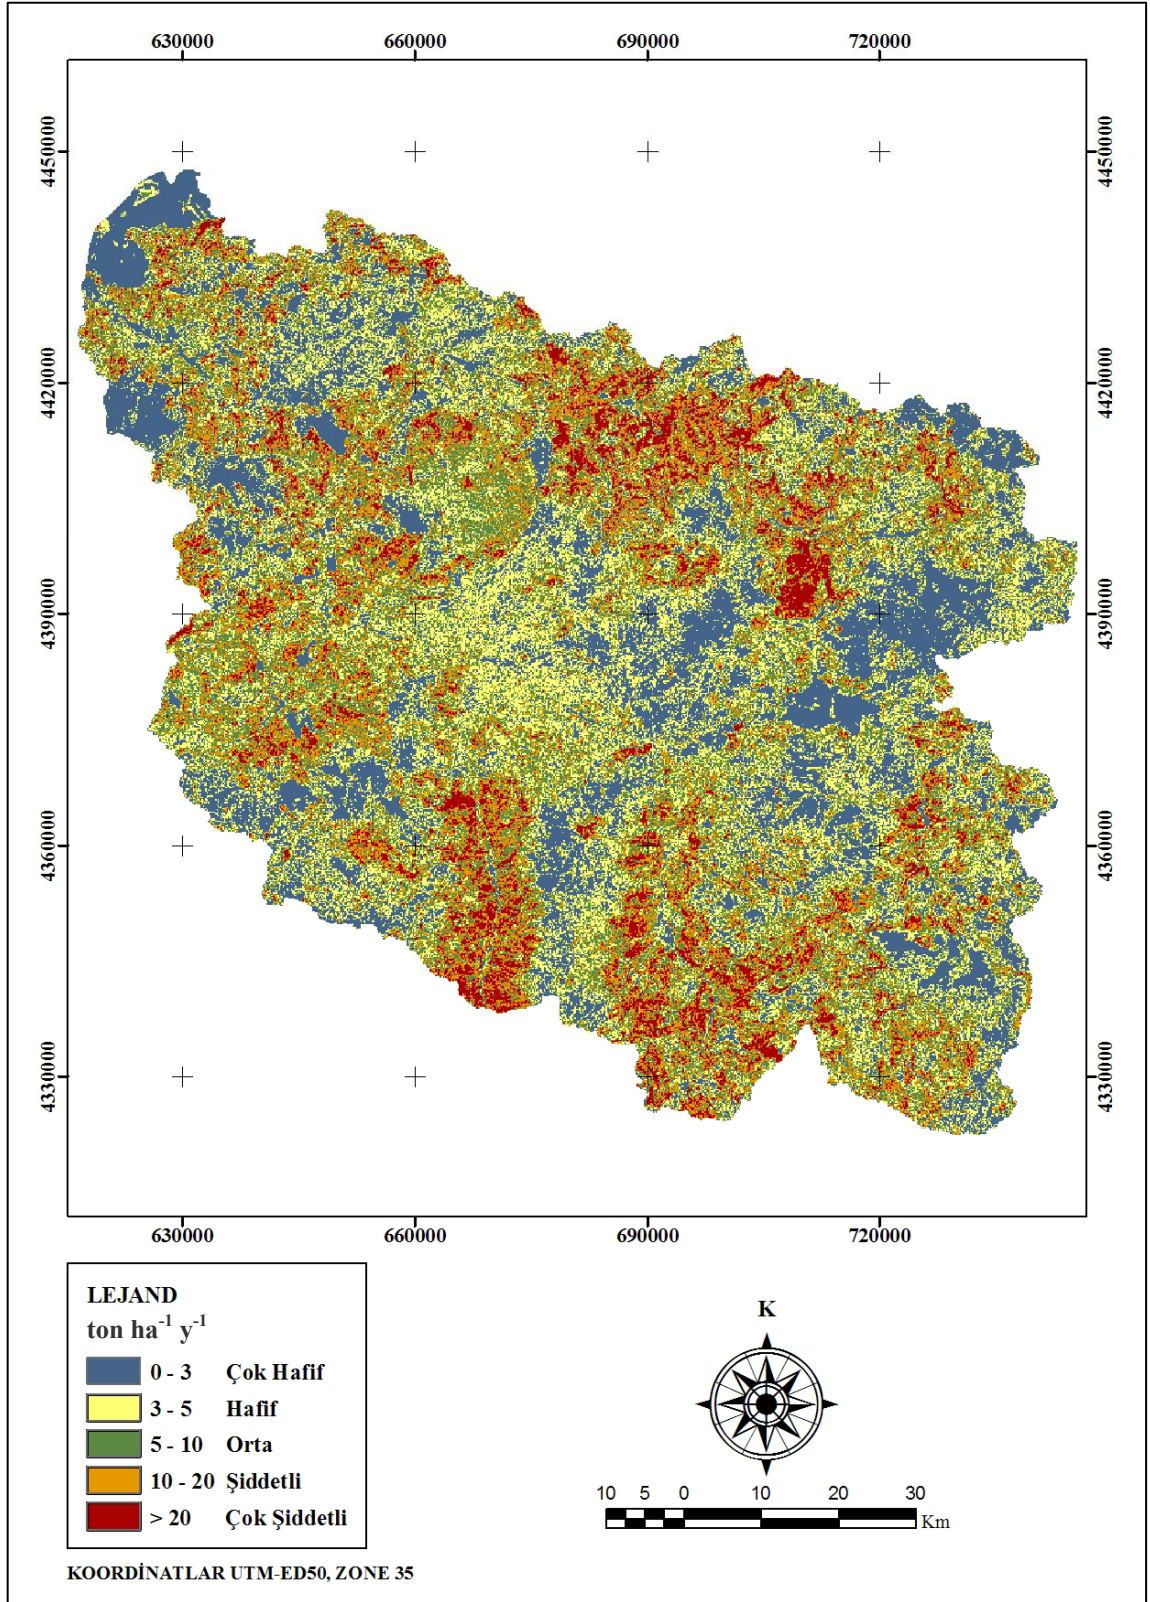 630000 660000 690000 720000
4450000 4450000
4420000 4420000
4390000 4390000
4360000 4360000
4330000 4330000
630000 660000 690000 720000
LEJAND
ton ha⁻¹ y⁻¹
0 - 3 Çok Hafif
3 - 5 Hafif
5 - 10 Orta
10 - 20 Şiddetli
> 20 Çok Şiddetli
K
10 5 0 10 20 30
Km
KOORDİNATLAR UTM-ED50, ZONE 35